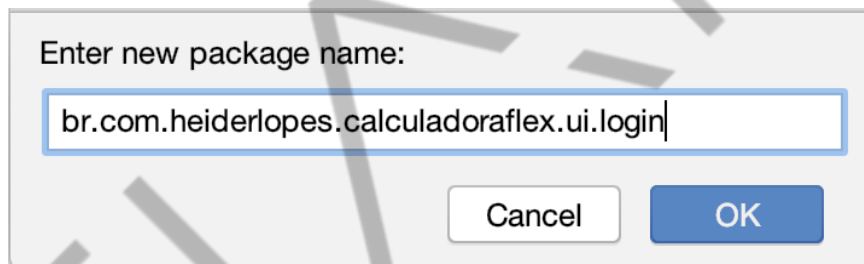 Enter new package name:
br.com.heiderlopes.calculadoraflex.ui.login
Cancel
OK